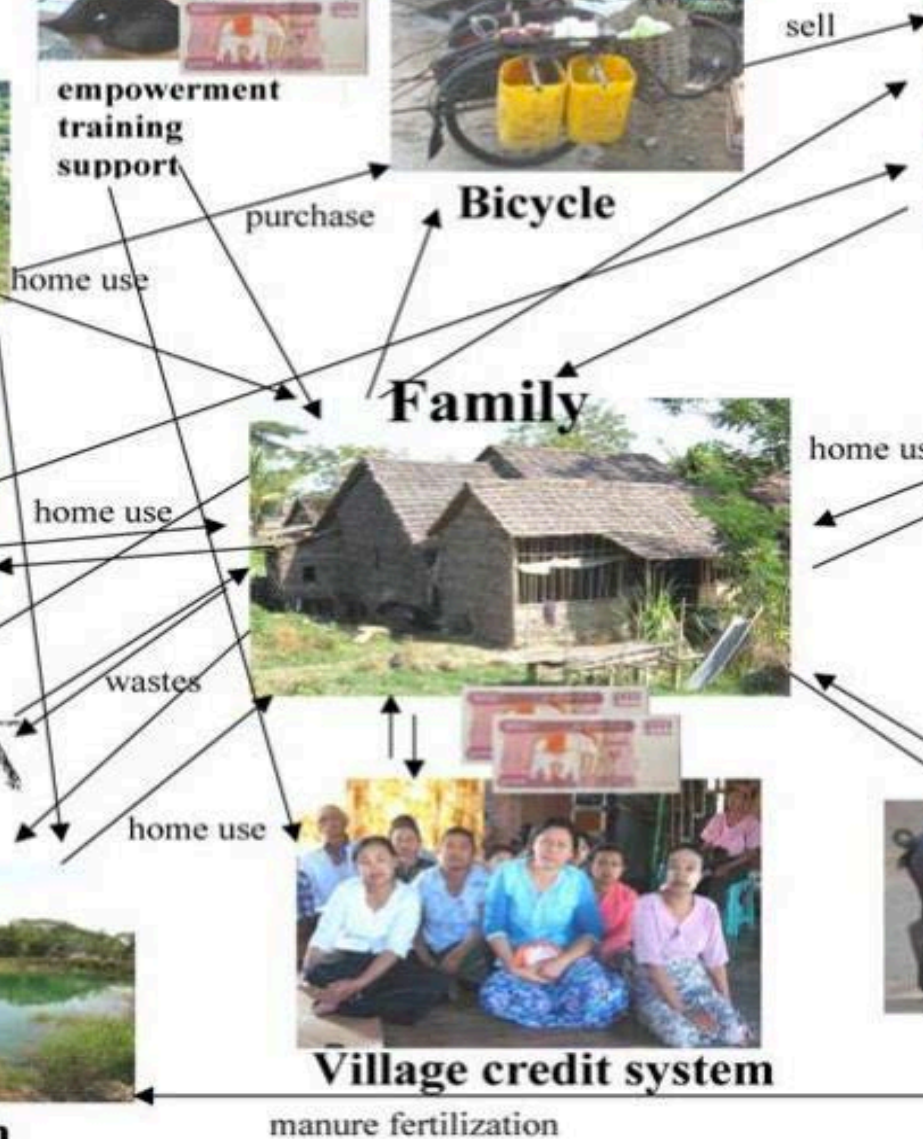 sell
empowerment
training
support
purchase
Bicycle
home use
Family
home us
home use
wastes
home use
Village credit system
manure fertilization